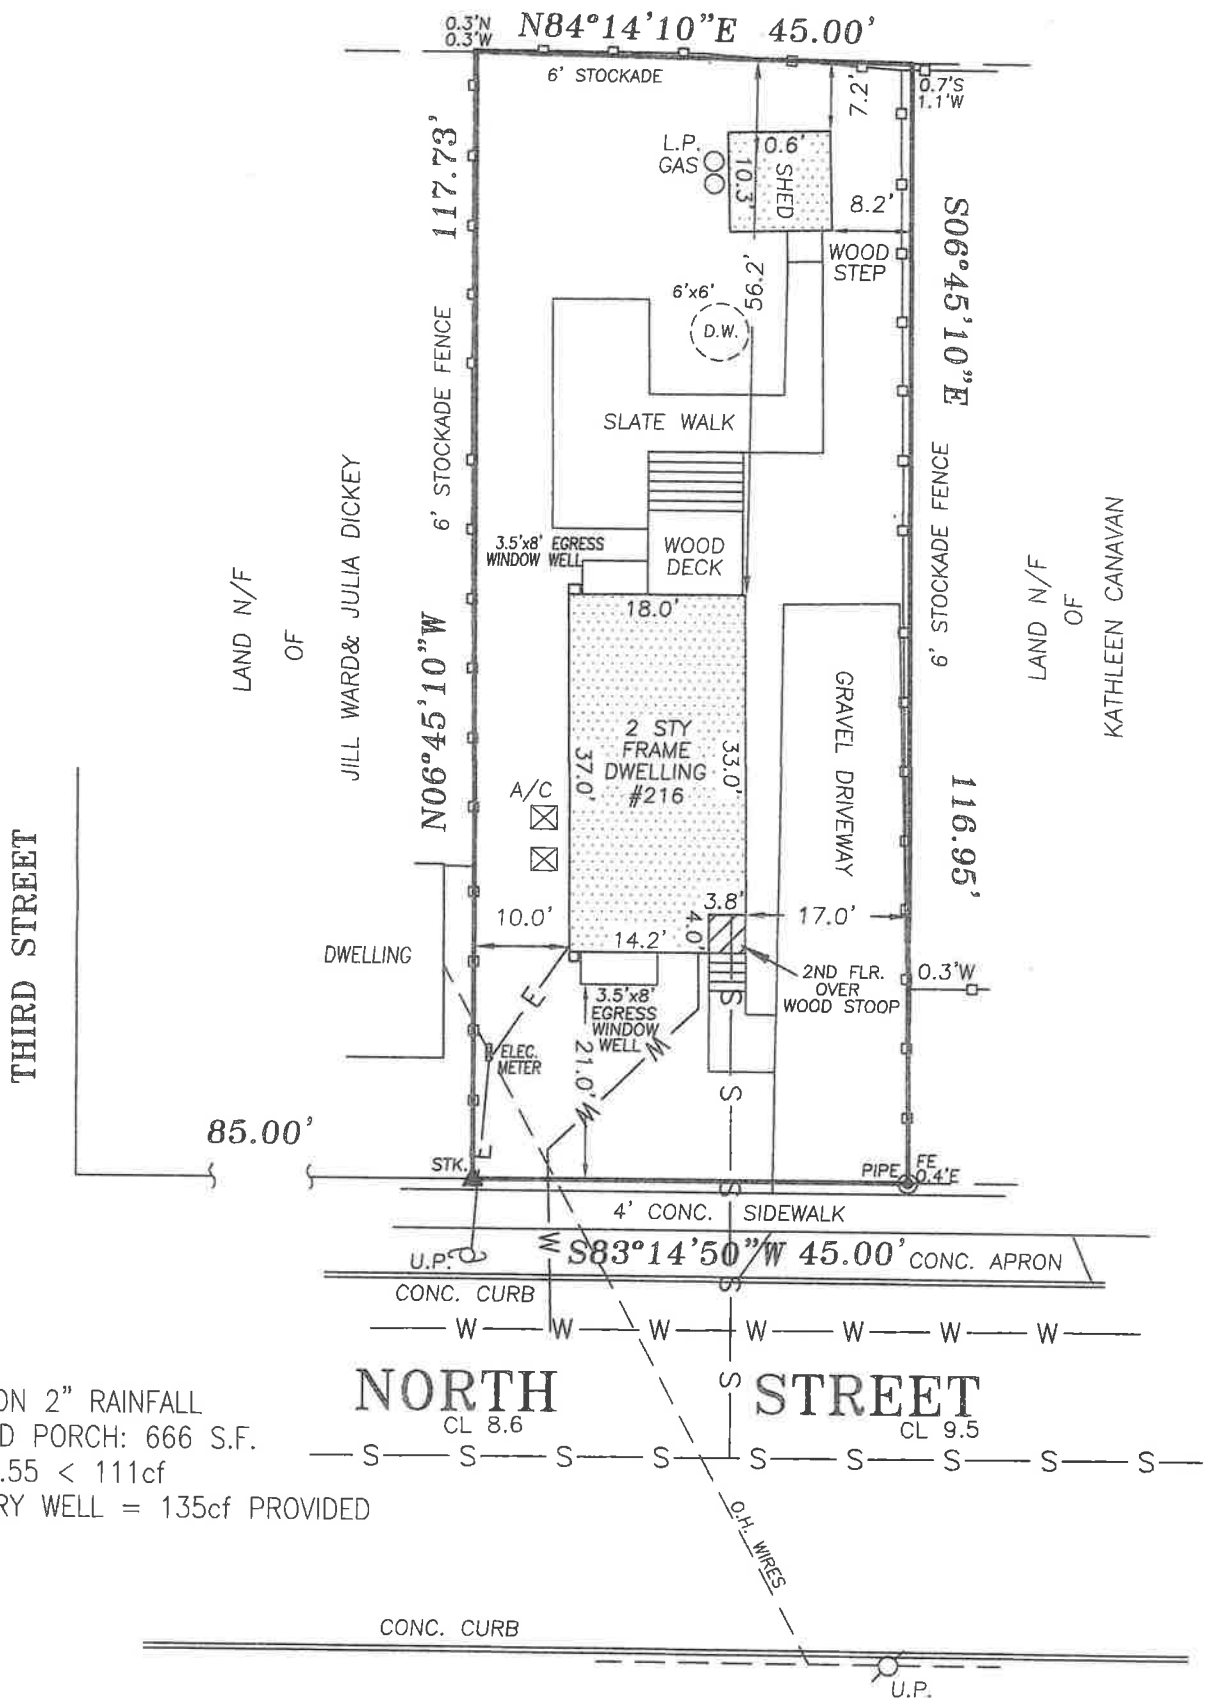 0.3'N
0.3'W
N84°14'10"E 45.00'
6' STOCKADE
0.7'S
1.1'W
7.2'
L.P.
GAS
0.6'
10.3'
SHED
8.2'
WOOD
STEP
117.73'
S06°45'10"E
56.2'
6'x6'
D.W.
6' STOCKADE FENCE
SLATE WALK
6' STOCKADE FENCE
LAND N/F
OF
JILL WARD& JULIA DICKEY
LAND N/F
OF
KATHLEEN CANAVAN
3.5'x8' EGRESS
WINDOW WELL
WOOD
DECK
18.0'
N06°45'10"W
GRAVEL DRIVEWAY
2 STY
FRAME
DWELLING
#216
37.0'
33.0'
A/C
116.95'
THIRD STREET
3.8'
4.0'
17.0'
10.0'
14.2'
DWELLING
2ND FLR.
OVER
WOOD STOOP
0.3'W
E
3.5'x8'
EGRESS
WINDOW
WELL
S
W
ELEC.
METER
21.0'
W
S
85.00'
E
STK.
PIPE
FE
0.4'E
S
4' CONC. SIDEWALK
W
S83°14'50"W 45.00'
CONC. APRON
U.P.
S
CONC. CURB
W W W W W W W
S
NORTH STREET
CL 8.6
CL 9.5
S S S S S S S S
ON 2" RAINFALL
D PORCH: 666 S.F.
.55 < 111cf
RY WELL = 135cf PROVIDED
O.H. WIRES
CONC. CURB
U.P.